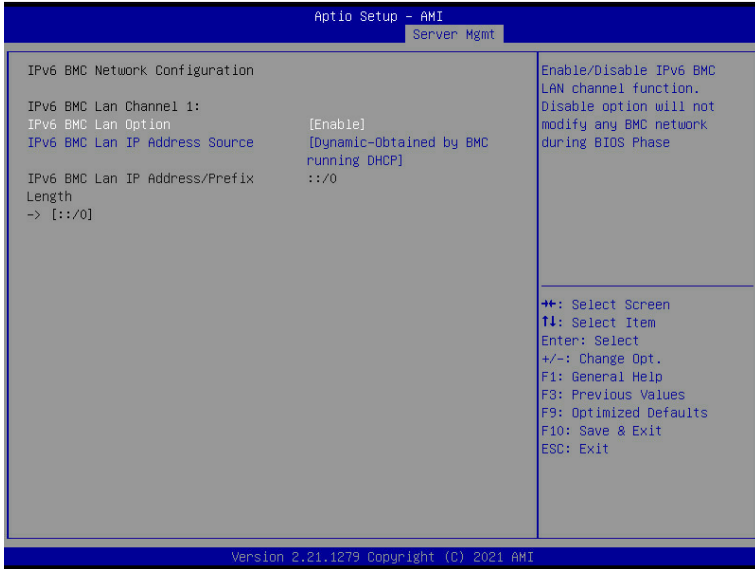 Aptio Setup – AMI
Server Mgmt
IPv6 BMC Network Configuration
IPv6 BMC Lan Channel 1:
IPv6 BMC Lan Option [Enable]
IPv6 BMC Lan IP Address Source [Dynamic-Obtained by BMC
running DHCP]
IPv6 BMC Lan IP Address/Prefix ::/0
Length
-> [::/0]
Enable/Disable IPv6 BMC
LAN channel function.
Disable option will not
modify any BMC network
during BIOS Phase
→←: Select Screen
↑↓: Select Item
Enter: Select
+/-: Change Opt.
F1: General Help
F3: Previous Values
F9: Optimized Defaults
F10: Save & Exit
ESC: Exit
Version 2.21.1279 Copyright (C) 2021 AMI